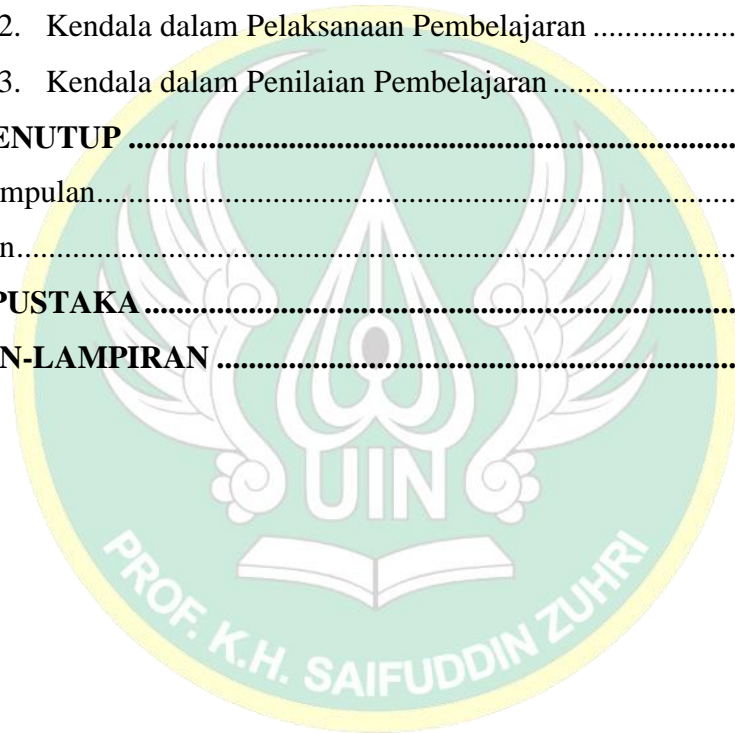 2. Kendala dalam Pelaksanaan Pembelajaran ..................
3. Kendala dalam Penilaian Pembelajaran .......................
ENUTUP ..............................................................................
mpulan..................................................................................
n............................................................................................
PUSTAKA............................................................................
N-LAMPIRAN ....................................................................
UIN
PROF. K.H. SAIFUDDIN ZUHRI